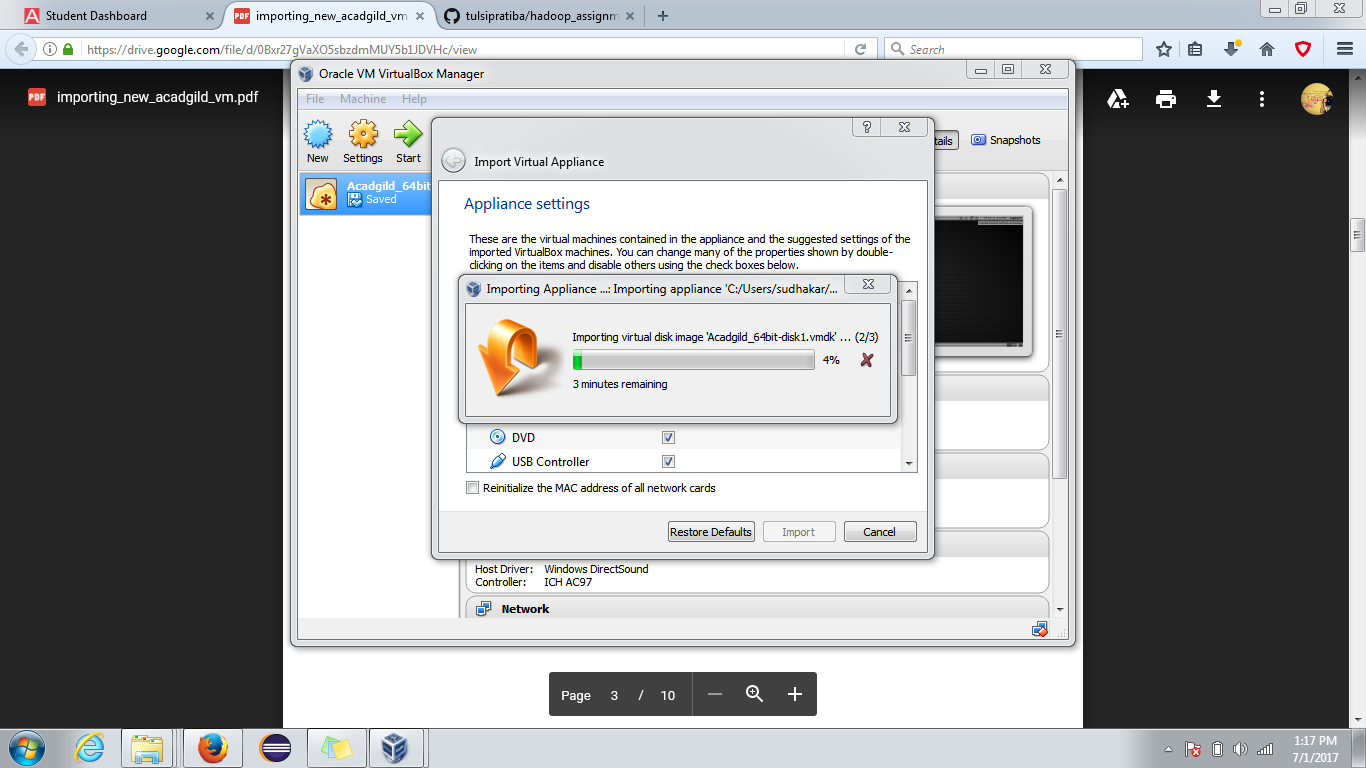 Student Dashboard
importing_new_acadgild_vm
tulsipratiba/hadoop_assignm
https://drive.google.com/file/d/0Bxr27gVaXO5sbzdmMUY5b1JDVHc/view
Search
PDF importing_new_acadgild_vm.pdf
Oracle VM VirtualBox Manager
File Machine Help
New Settings Start
tails Snapshots
Acadgild_64bit
Saved
Import Virtual Appliance
Appliance settings
These are the virtual machines contained in the appliance and the suggested settings of the
imported VirtualBox machines. You can change many of the properties shown by double-
clicking on the items and disable others using the check boxes below.
Importing Appliance ...: Importing appliance 'C:/Users/sudhakar/...
Importing virtual disk image 'Acadgild_64bit-disk1.vmdk' ... (2/3)
4%
3 minutes remaining
DVD
USB Controller
Reinitialize the MAC address of all network cards
Restore Defaults Import Cancel
Host Driver: Windows DirectSound
Controller: ICH AC97
Network
Page 3 / 10
1:17 PM
7/1/2017